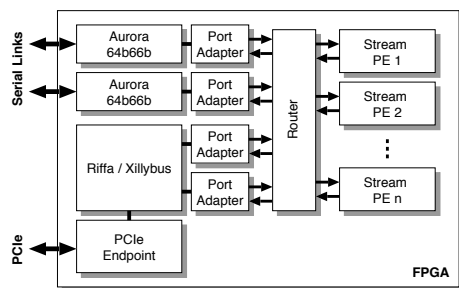 Serial Links
PCIe
Aurora
64b66b
Port
Adapter
Aurora
64b66b
Port
Adapter
Riffa / Xillybus
Port
Adapter
Port
Adapter
PCIe
Endpoint
Router
Stream
PE 1
Stream
PE 2
Stream
PE n
FPGA